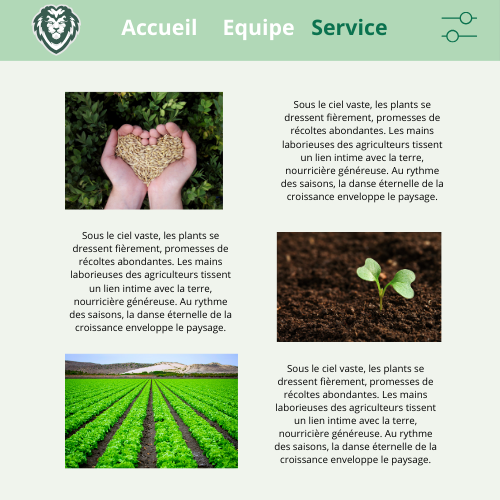 Accueil Equipe Service
Sous le ciel vaste, les plants se
dressent fièrement, promesses de
récoltes abondantes. Les mains
laborieuses des agriculteurs tissent
un lien intime avec la terre,
nourricière généreuse. Au rythme
des saisons, la danse éternelle de la
croissance enveloppe le paysage.
Sous le ciel vaste, les plants se
dressent fièrement, promesses de
récoltes abondantes. Les mains
laborieuses des agriculteurs tissent
un lien intime avec la terre,
nourricière généreuse. Au rythme
des saisons, la danse éternelle de la
croissance enveloppe le paysage.
Sous le ciel vaste, les plants se
dressent fièrement, promesses de
récoltes abondantes. Les mains
laborieuses des agriculteurs tissent
un lien intime avec la terre,
nourricière généreuse. Au rythme
des saisons, la danse éternelle de la
croissance enveloppe le paysage.